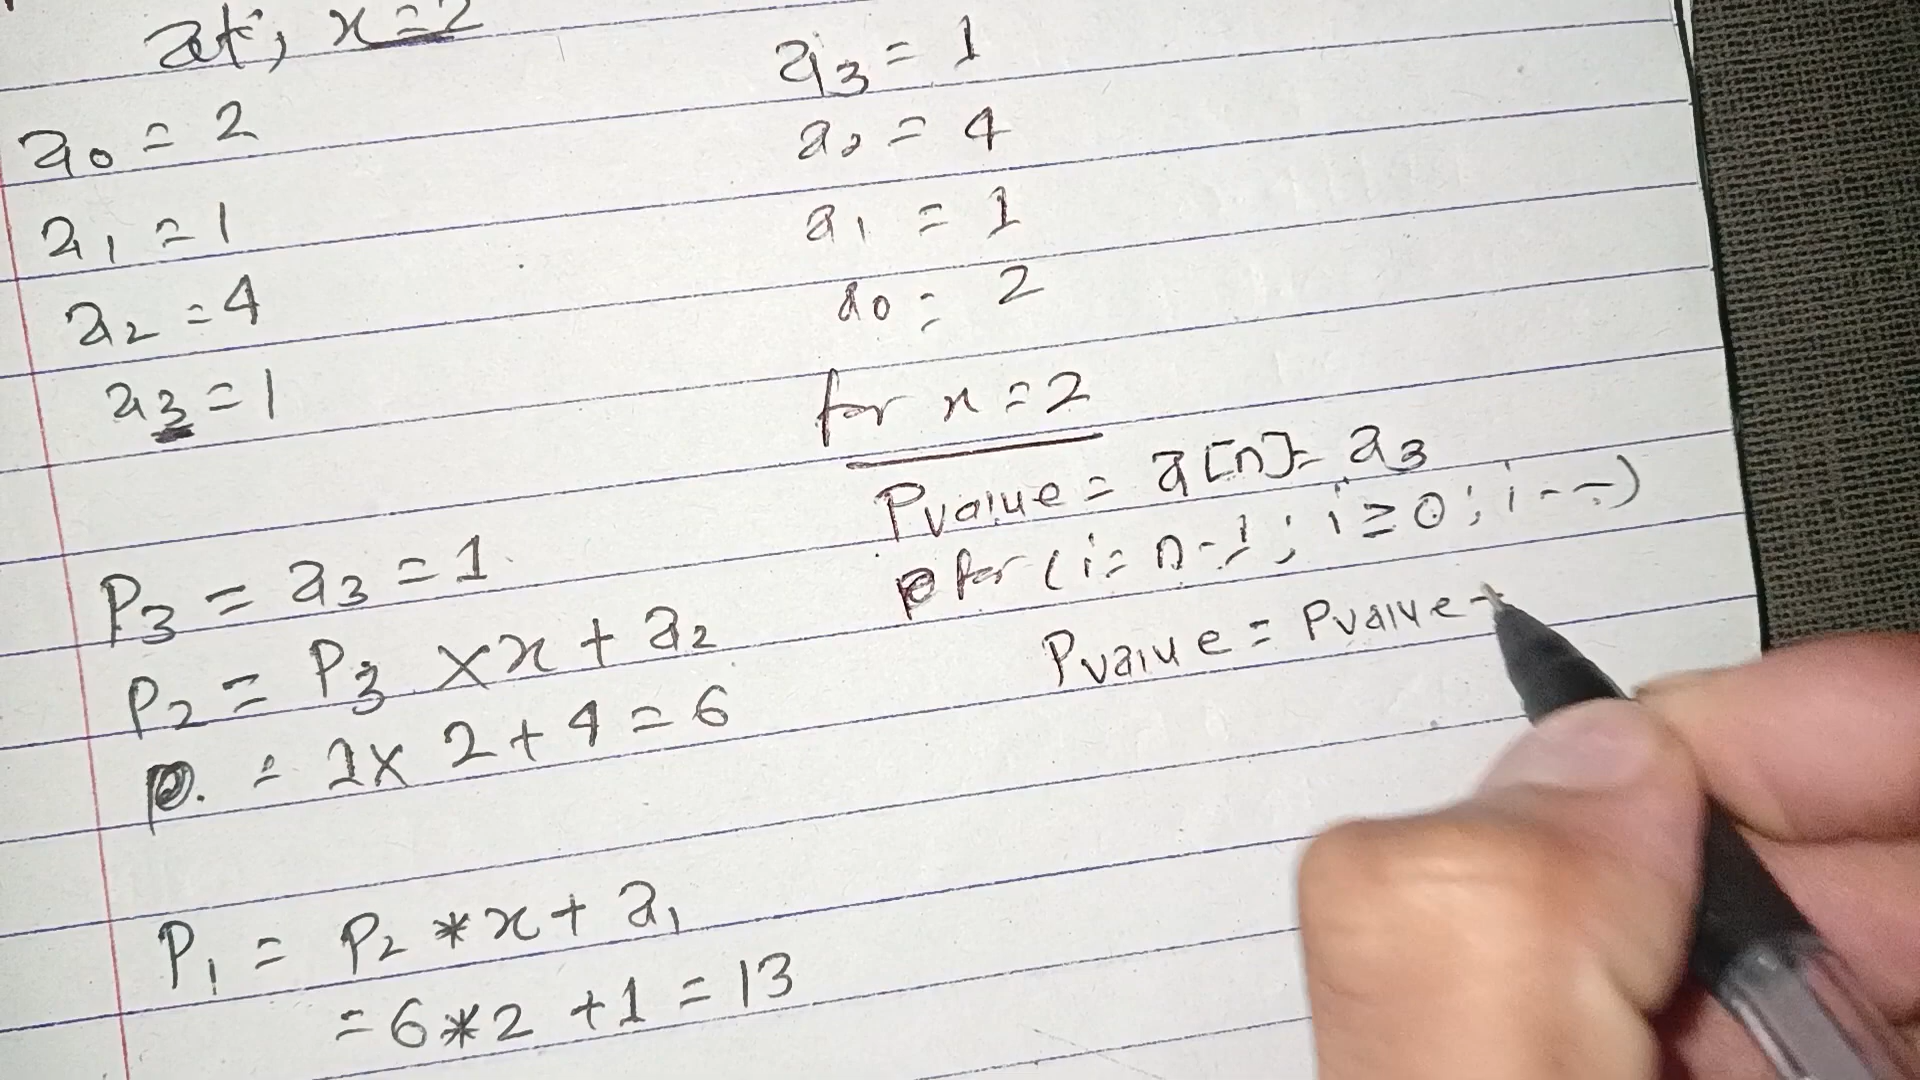 at, x=2
a0 = 2
a1 = 1
a2 = 4
a3 = 1
P3 = a3 = 1
P2 = P3 × x + a2
= 1 × 2 + 4 = 6
P1 = P2 * x + a1
= 6 * 2 + 1 = 13
a3 = 1
a2 = 4
a1 = 1
a0 = 2
for x = 2
Pvalue = a[n] = a3
for (i = n-1 ; i ≥ 0 ; i--)
Pvalue = Pvalue